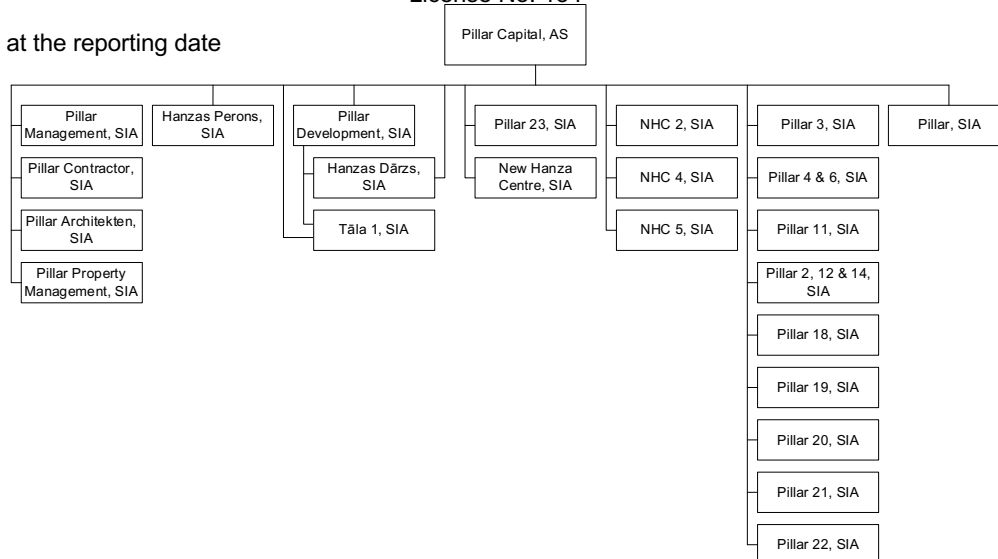 at the reporting date
Pillar Capital, AS
Pillar
Management, SIA
Pillar Contractor,
SIA
Pillar Architekten,
SIA
Pillar Property
Management, SIA
Hanzas Perons,
SIA
Pillar
Development, SIA
Hanzas Dārzs,
SIA
Tāla 1, SIA
Pillar 23, SIA
New Hanza
Centre, SIA
NHC 2, SIA
NHC 4, SIA
NHC 5, SIA
Pillar 3, SIA
Pillar 4 & 6, SIA
Pillar 11, SIA
Pillar 2, 12 & 14,
SIA
Pillar 18, SIA
Pillar 19, SIA
Pillar 20, SIA
Pillar 21, SIA
Pillar 22, SIA
Pillar, SIA